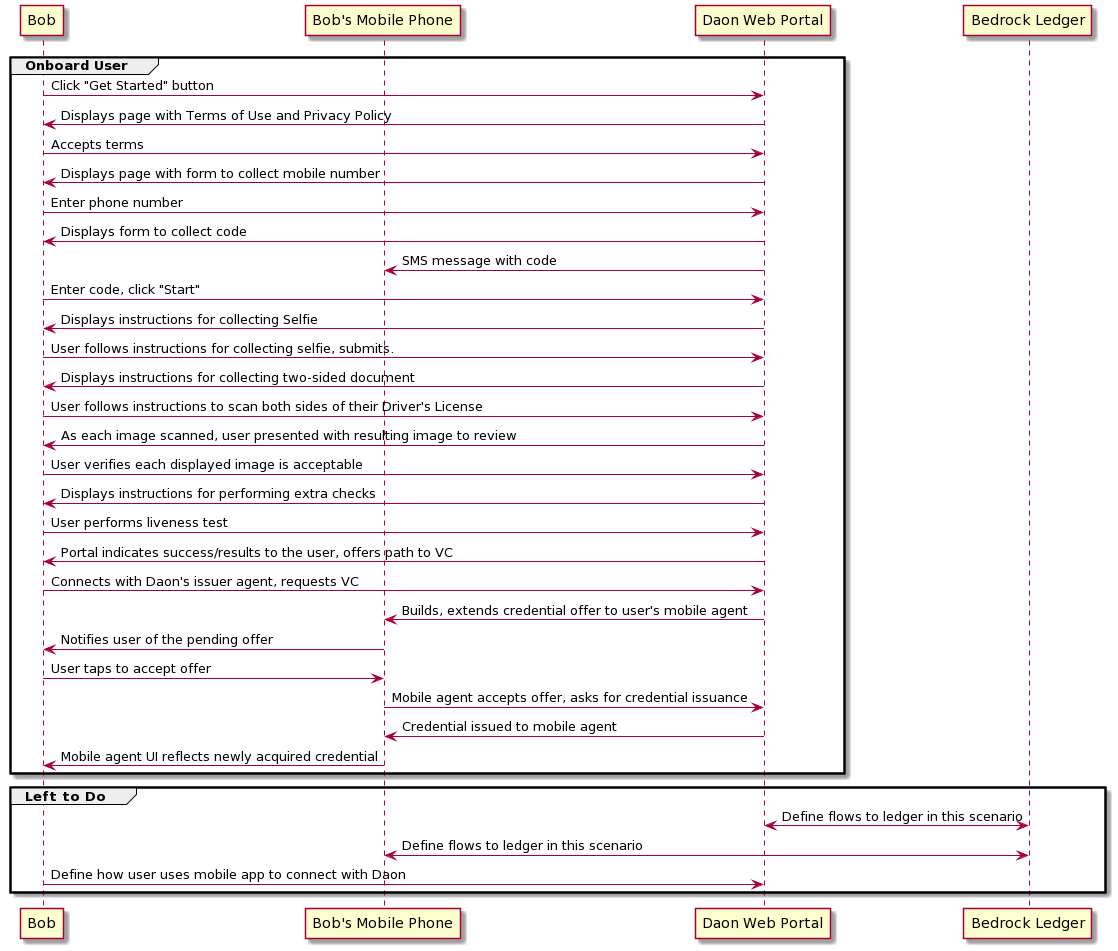 Bob
Bob's Mobile Phone
Daon Web Portal
Bedrock Ledger
Onboard User
Click "Get Started" button
Displays page with Terms of Use and Privacy Policy
Accepts terms
Displays page with form to collect mobile number
Enter phone number
Displays form to collect code
SMS message with code
Enter code, click "Start"
Displays instructions for collecting Selfie
User follows instructions for collecting selfie, submits.
Displays instructions for collecting two-sided document
User follows instructions to scan both sides of their Driver's License
As each image scanned, user presented with resulting image to review
User verifies each displayed image is acceptable
Displays instructions for performing extra checks
User performs liveness test
Portal indicates success/results to the user, offers path to VC
Connects with Daon's issuer agent, requests VC
Builds, extends credential offer to user's mobile agent
Notifies user of the pending offer
User taps to accept offer
Mobile agent accepts offer, asks for credential issuance
Credential issued to mobile agent
Mobile agent UI reflects newly acquired credential
Left to Do
Define flows to ledger in this scenario
Define flows to ledger in this scenario
Define how user uses mobile app to connect with Daon
Bob
Bob's Mobile Phone
Daon Web Portal
Bedrock Ledger